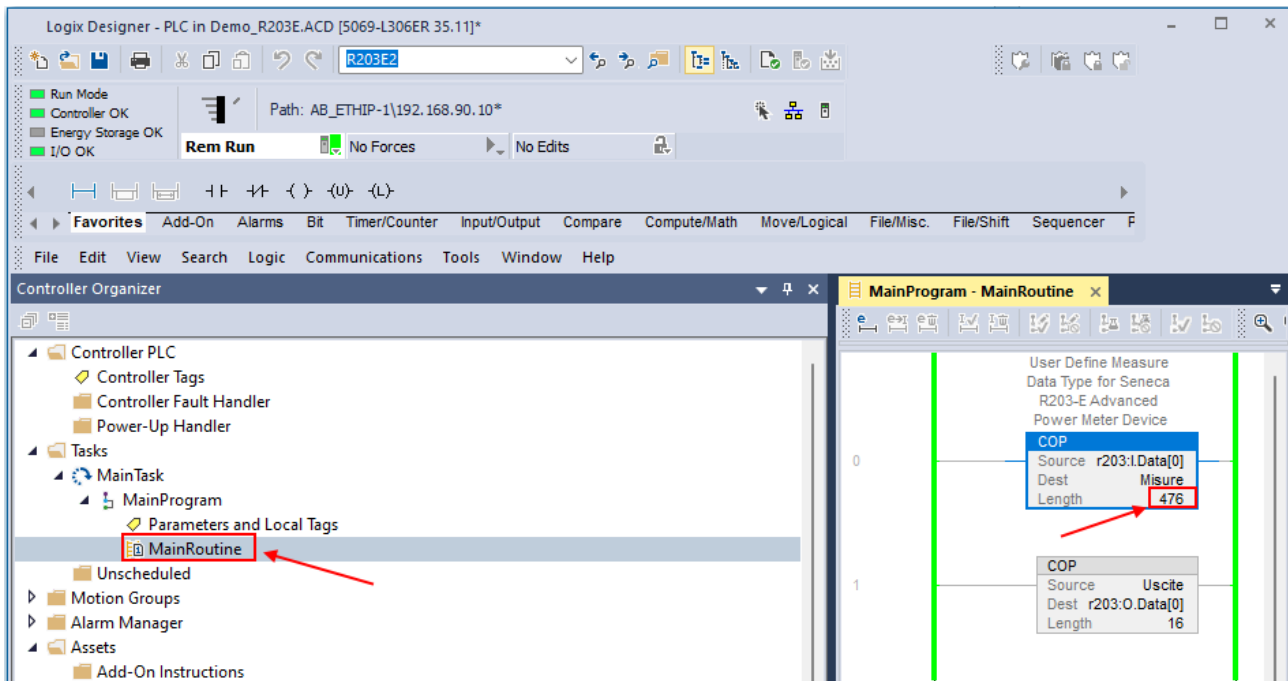 Logix Designer - PLC in Demo_R203E.ACD [5069-L306ER 35.11]*
R203E2
Run Mode
Controller OK
Energy Storage OK
I/O OK
Path: AB_ETHIP-1\192.168.90.10*
Rem Run No Forces No Edits
(U) (L)
Favorites Add-On Alarms Bit Timer/Counter Input/Output Compare Compute/Math Move/Logical File/Misc. File/Shift Sequencer
File Edit View Search Logic Communications Tools Window Help
Controller Organizer
Controller PLC
Controller Tags
Controller Fault Handler
Power-Up Handler
Tasks
MainTask
MainProgram
Parameters and Local Tags
MainRoutine
Unscheduled
Motion Groups
Alarm Manager
Assets
Add-On Instructions
MainProgram - MainRoutine
User Define Measure
Data Type for Seneca
R203-E Advanced
Power Meter Device
COP
0
Source r203:I.Data[0]
Dest Misure
Length 476
COP
1
Source Uscite
Dest r203:O.Data[0]
Length 16